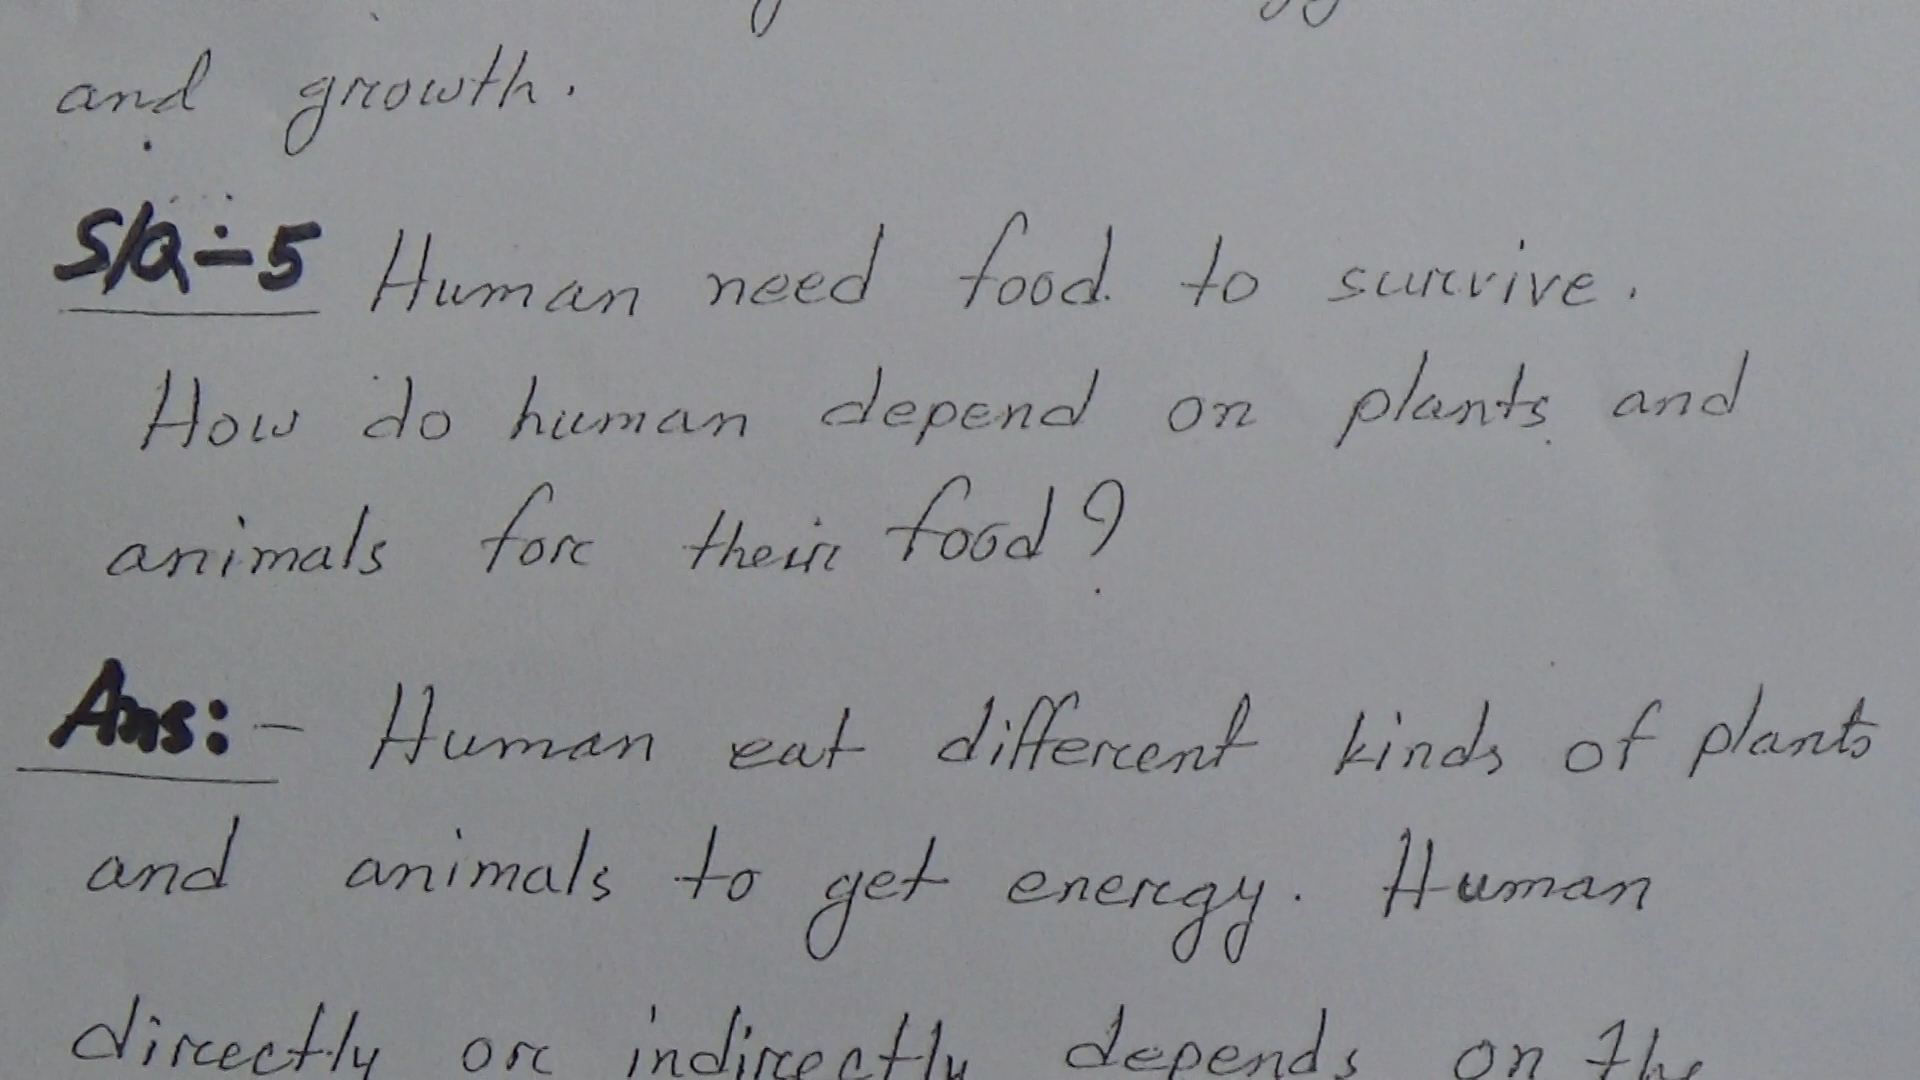 and growth.
S/Q÷5 Human need food to survive.
How do human depend on plants and
animals for their food?
Ans:- Human eat different kinds of plants
and animals to get energy. Human
directly or indirectly depends on the